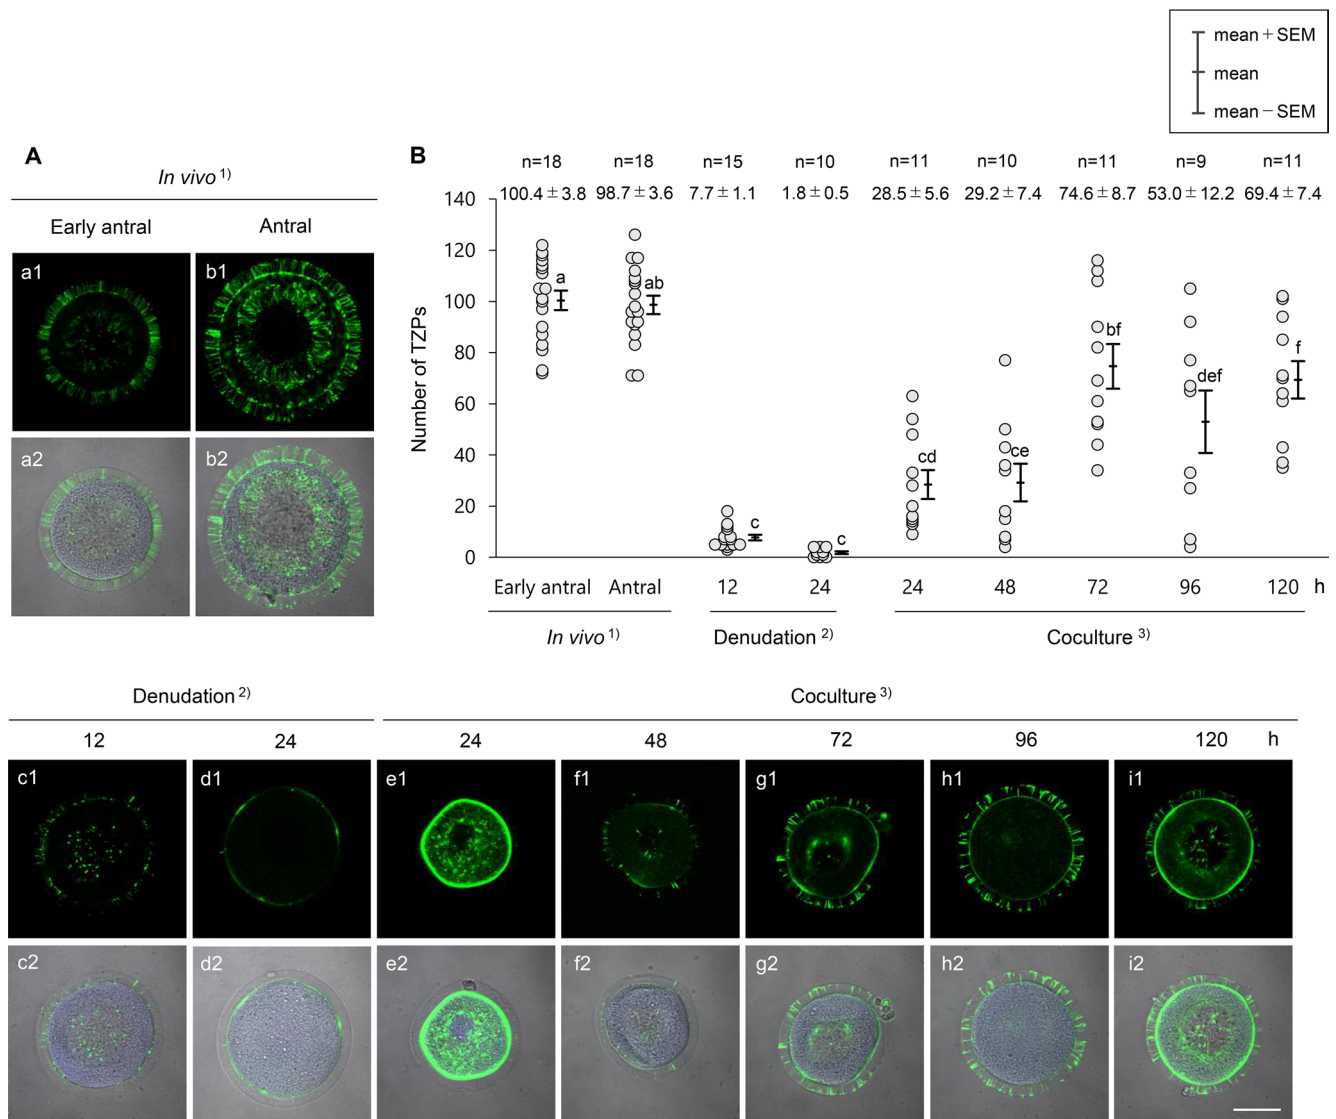 mean + SEM
mean
mean − SEM
A
In vivo 1)
Early antral Antral
a1 b1
a2 b2
B
n=18 n=18 n=15 n=10 n=11 n=10 n=11 n=9 n=11
100.4 ± 3.8 98.7 ± 3.6 7.7 ± 1.1 1.8 ± 0.5 28.5 ± 5.6 29.2 ± 7.4 74.6 ± 8.7 53.0 ± 12.2 69.4 ± 7.4
Number of TZPs
140
120
100
80
60
40
20
0
a ab c c cd ce bf def f
Early antral Antral 12 24 24 48 72 96 120 h
In vivo 1) Denudation 2) Coculture 3)
Denudation 2) Coculture 3)
12 24 24 48 72 96 120 h
c1 d1 e1 f1 g1 h1 i1
c2 d2 e2 f2 g2 h2 i2